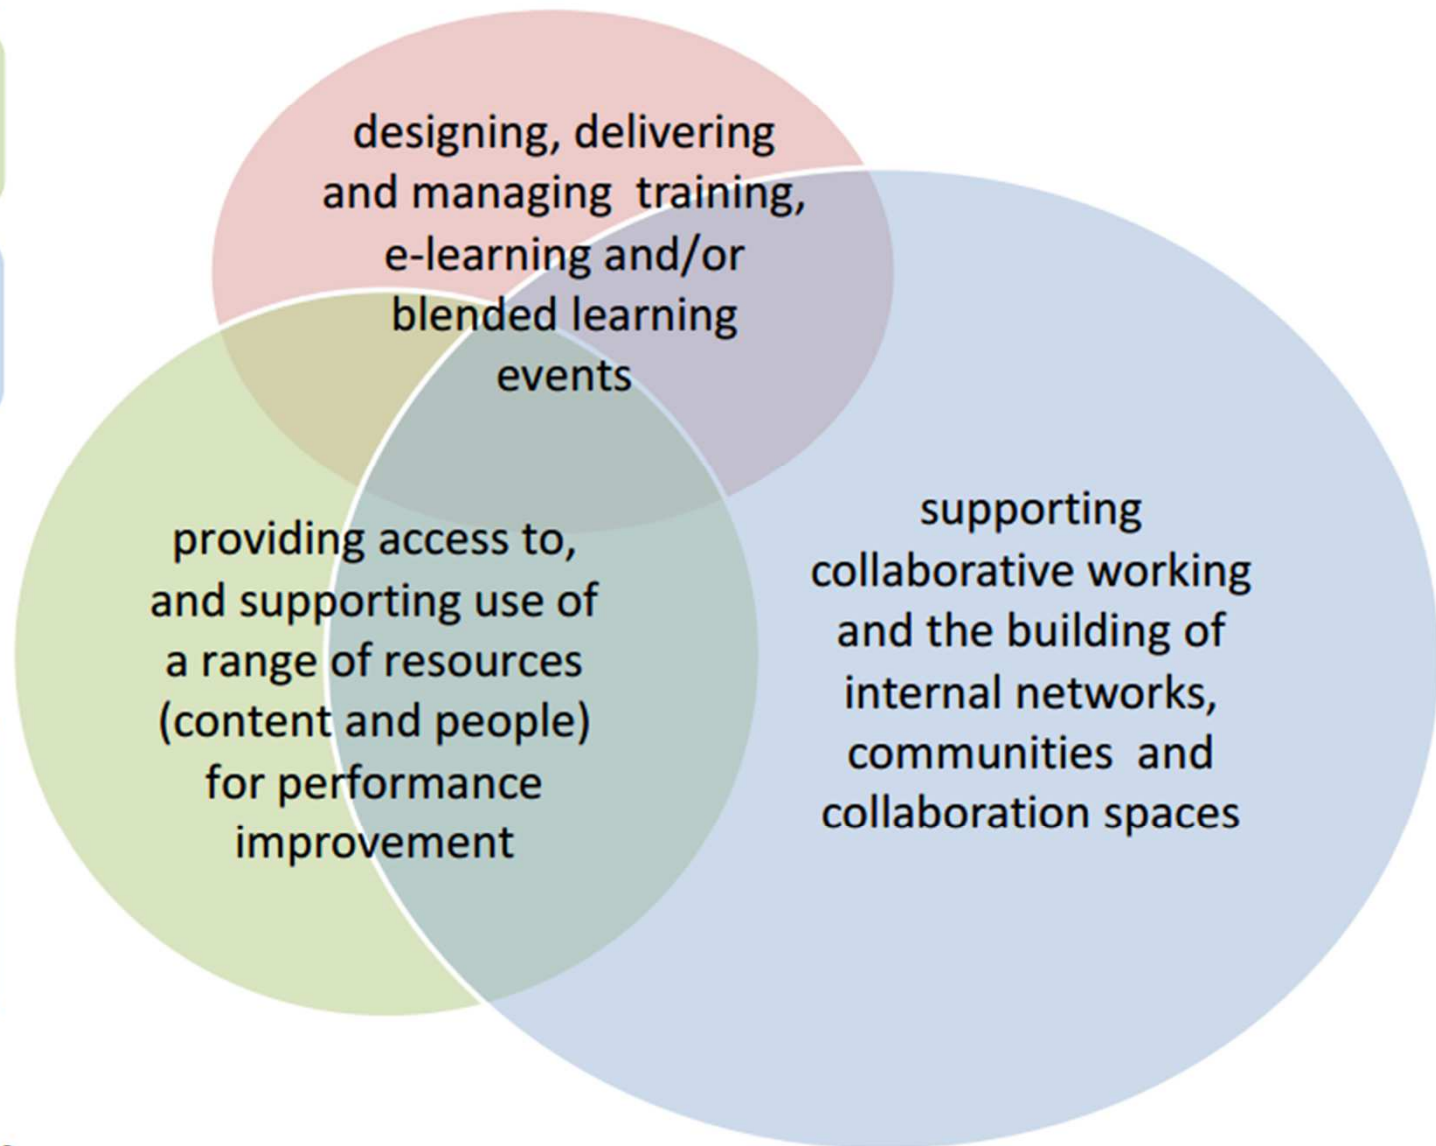 designing, delivering
and managing  training,
e-learning and/or
blended learning
events
providing access to,
and supporting use of
a range of resources
(content and people)
for performance
improvement
supporting
collaborative working
and the building of
internal networks,
communities  and
collaboration spaces